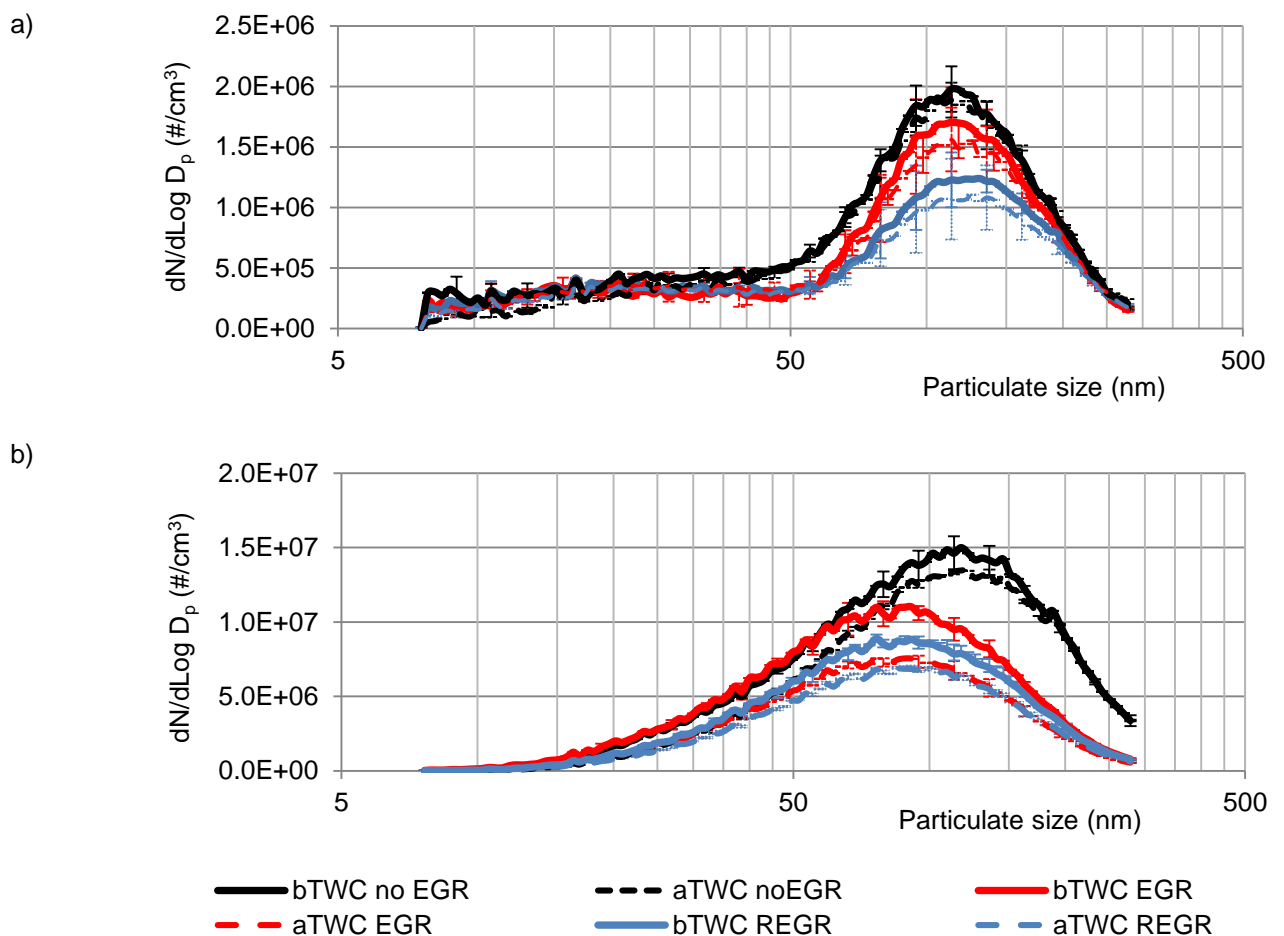 a)
2.5E+06
2.0E+06
1.5E+06
1.0E+06
5.0E+05
0.0E+00
dN/dLog Dp (#/cm3)
5 50 500
Particulate size (nm)
b)
2.0E+07
1.5E+07
1.0E+07
5.0E+06
0.0E+00
dN/dLog Dp (#/cm3)
5 50 500
Particulate size (nm)
bTWC no EGR aTWC noEGR bTWC EGR
aTWC EGR bTWC REGR aTWC REGR